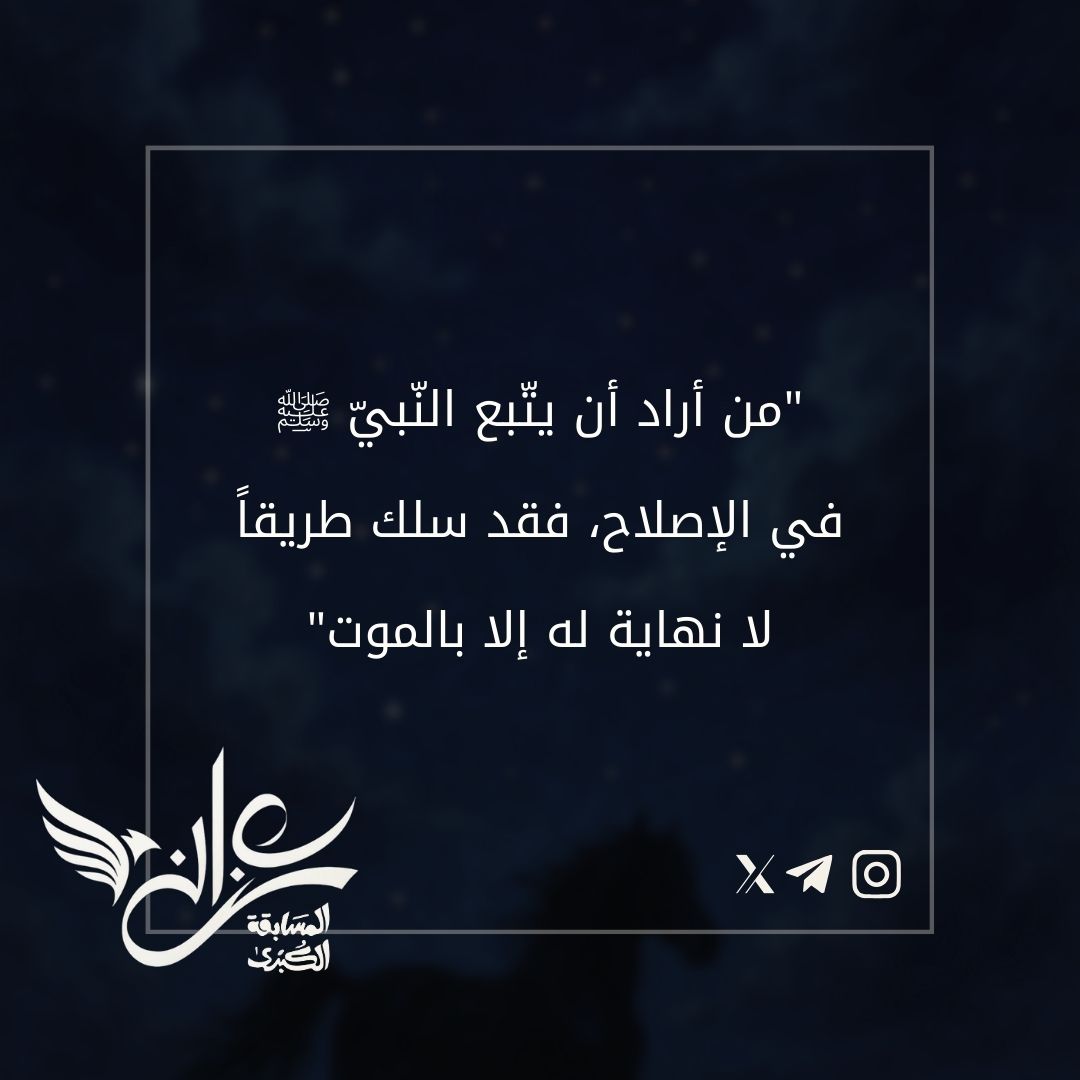 "من أراد أن يتّبع النّبيّ ﷺ
في الإصلاح، فقد سلك طريقاً
لا نهاية له إلا بالموت"
المسابقة
الكبرى